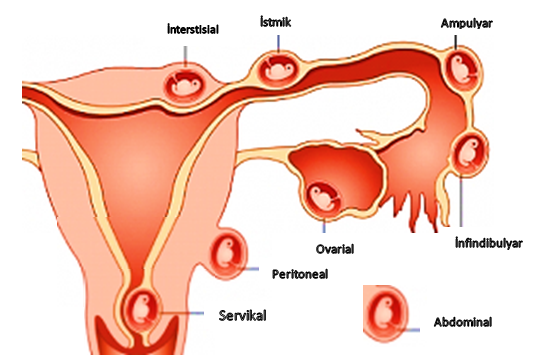 İnterstisial
İstmik
Ampulyar
Ovarial
İnfindibulyar
Peritoneal
Servikal
Abdominal